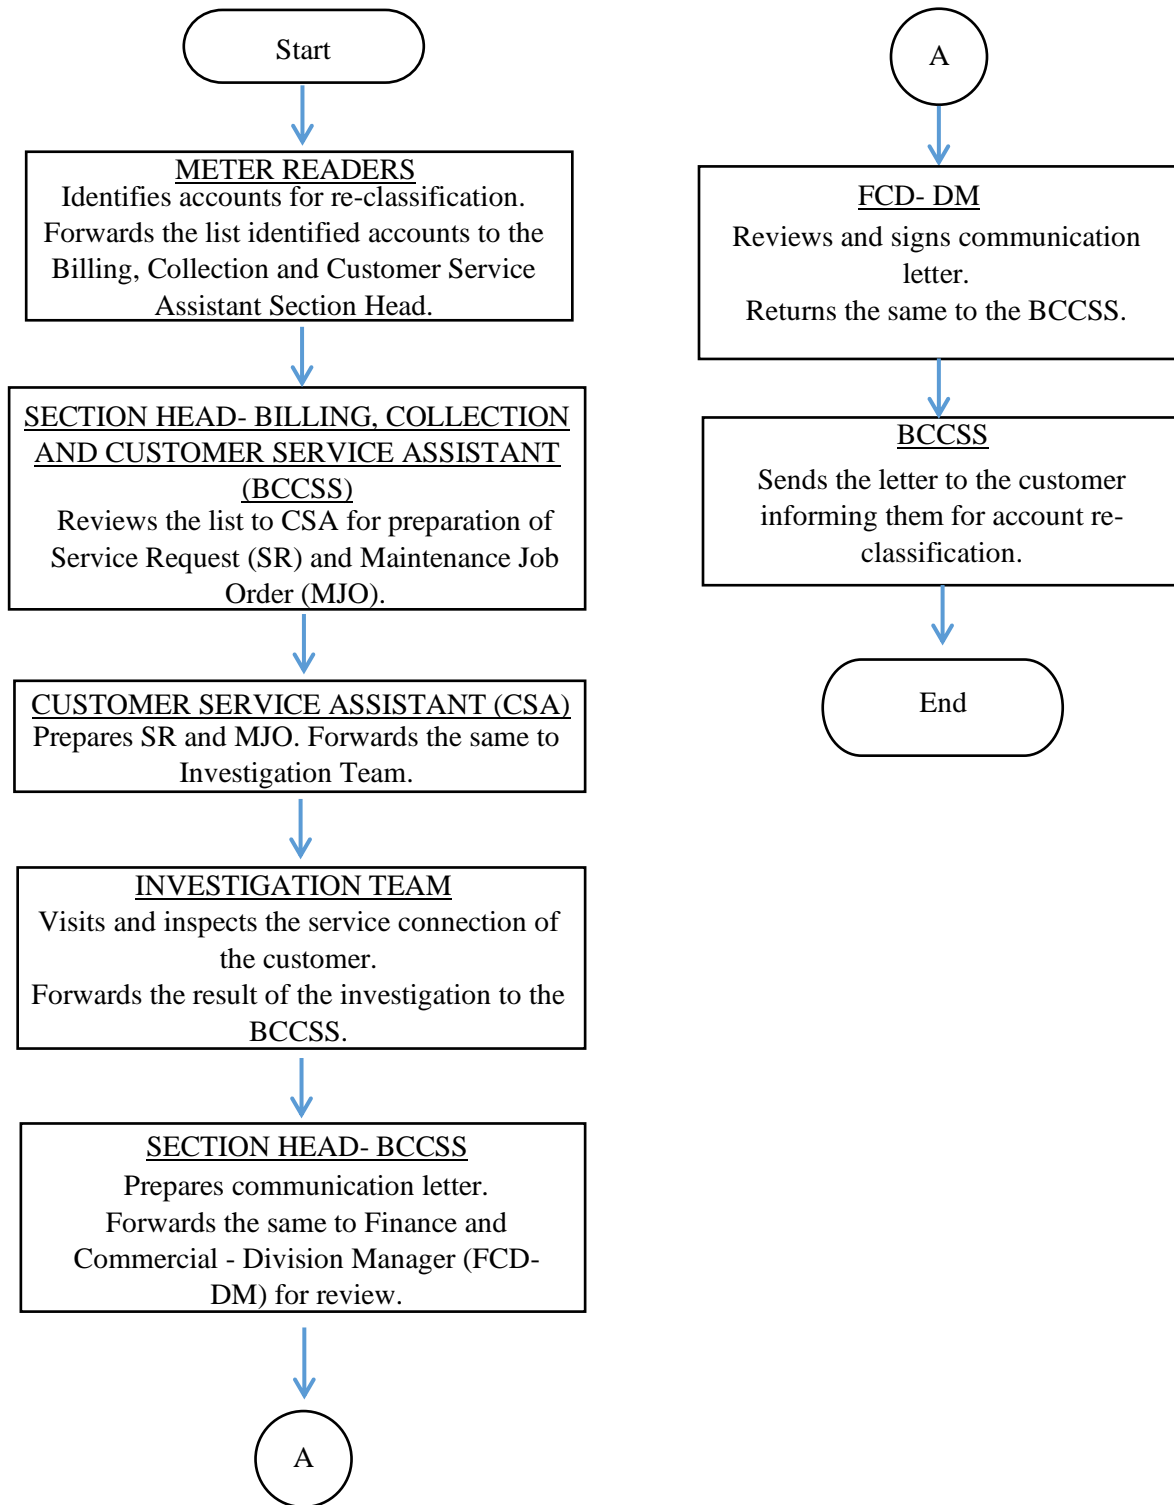 Start
METER READERS
Identifies accounts for re-classification.
Forwards the list identified accounts to the
Billing, Collection and Customer Service
Assistant Section Head.
SECTION HEAD- BILLING, COLLECTION
AND CUSTOMER SERVICE ASSISTANT
(BCCSS)
Reviews the list to CSA for preparation of
Service Request (SR) and Maintenance Job
Order (MJO).
CUSTOMER SERVICE ASSISTANT (CSA)
Prepares SR and MJO. Forwards the same to
Investigation Team.
INVESTIGATION TEAM
Visits and inspects the service connection of
the customer.
Forwards the result of the investigation to the
BCCSS.
SECTION HEAD- BCCSS
Prepares communication letter.
Forwards the same to Finance and
Commercial - Division Manager (FCD-
DM) for review.
A
A
FCD- DM
Reviews and signs communication
letter.
Returns the same to the BCCSS.
BCCSS
Sends the letter to the customer
informing them for account re-
classification.
End